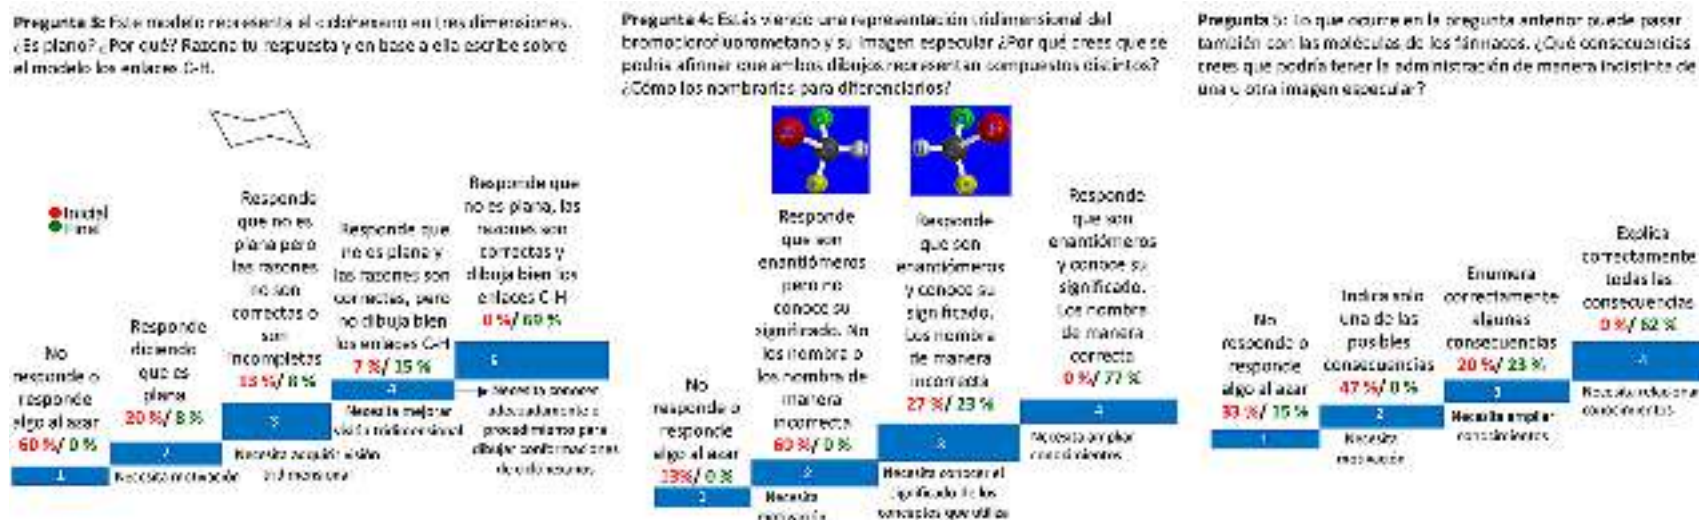 Pregunta 3: Este modelo representa el ciclohexano en tres dimensiones.
¿Es plano? ¿Por qué? Razona tu respuesta y en base a ella escribe sobre
el modelo los enlaces C-H.
Inicial
Final
No
responde o
responde
algo al azar
60 %/ 0 %
1
Responde
diciendo
que es
plana
20 %/ 8 %
2
Necesita motivación
Responde
que no es
plana pero
las razones
no son
correctas o
son
incompletas
13 %/ 8 %
3
Necesita adquirir visión
tridimensional
Responde que
no es plana y
las razones son
correctas, pero
no dibuja bien
los enlaces C-H
7 %/ 15 %
4
Necesita mejorar
visión tridimensional
Responde que
no es plana, las
razones son
correctas y
dibuja bien los
enlaces C-H
0 %/ 69 %
5
Necesita conocer
adecuadamente el
procedimiento para
dibujar conformaciones
de ciclohexanos
Pregunta 4: Estás viendo una representación tridimensional del
bromoclorofluorometano y su imagen especular ¿Por qué crees que se
podría afirmar que ambos dibujos representan compuestos distintos?
¿Cómo los nombrarías para diferenciarlos?
No
responde o
responde
algo al azar
13%/ 0 %
1
Responde
que son
enantiómeros
pero no
conoce su
significado. No
los nombra o
los nombra de
manera
incorrecta
60 %/ 0 %
2
Necesita
motivación
Responde
que son
enantiómeros
y conoce su
significado.
Los nombra
de manera
incorrecta
27 %/ 23 %
3
Necesita conocer el
significado de los
conceptos que utiliza
Responde
que son
enantiómeros
y conoce su
significado.
Los nombra
de manera
correcta
0 %/ 77 %
4
Necesita ampliar
conocimientos
Pregunta 5: Lo que ocurre en la pregunta anterior puede pasar
también con las moléculas de los fármacos. ¿Qué consecuencias
crees que podría tener la administración de manera indistinta de
una u otra imagen especular?
No
responde o
responde
algo al azar
33 %/ 15 %
1
Indica solo
una de las
posibles
consecuencias
47 %/ 0 %
2
Necesita
motivación
Enumera
correctamente
algunas
consecuencias
20 %/ 23 %
3
Necesita ampliar
conocimientos
Explica
correctamente
todas las
consecuencias
0 %/ 62 %
4
Necesita relacionar
conocimientos